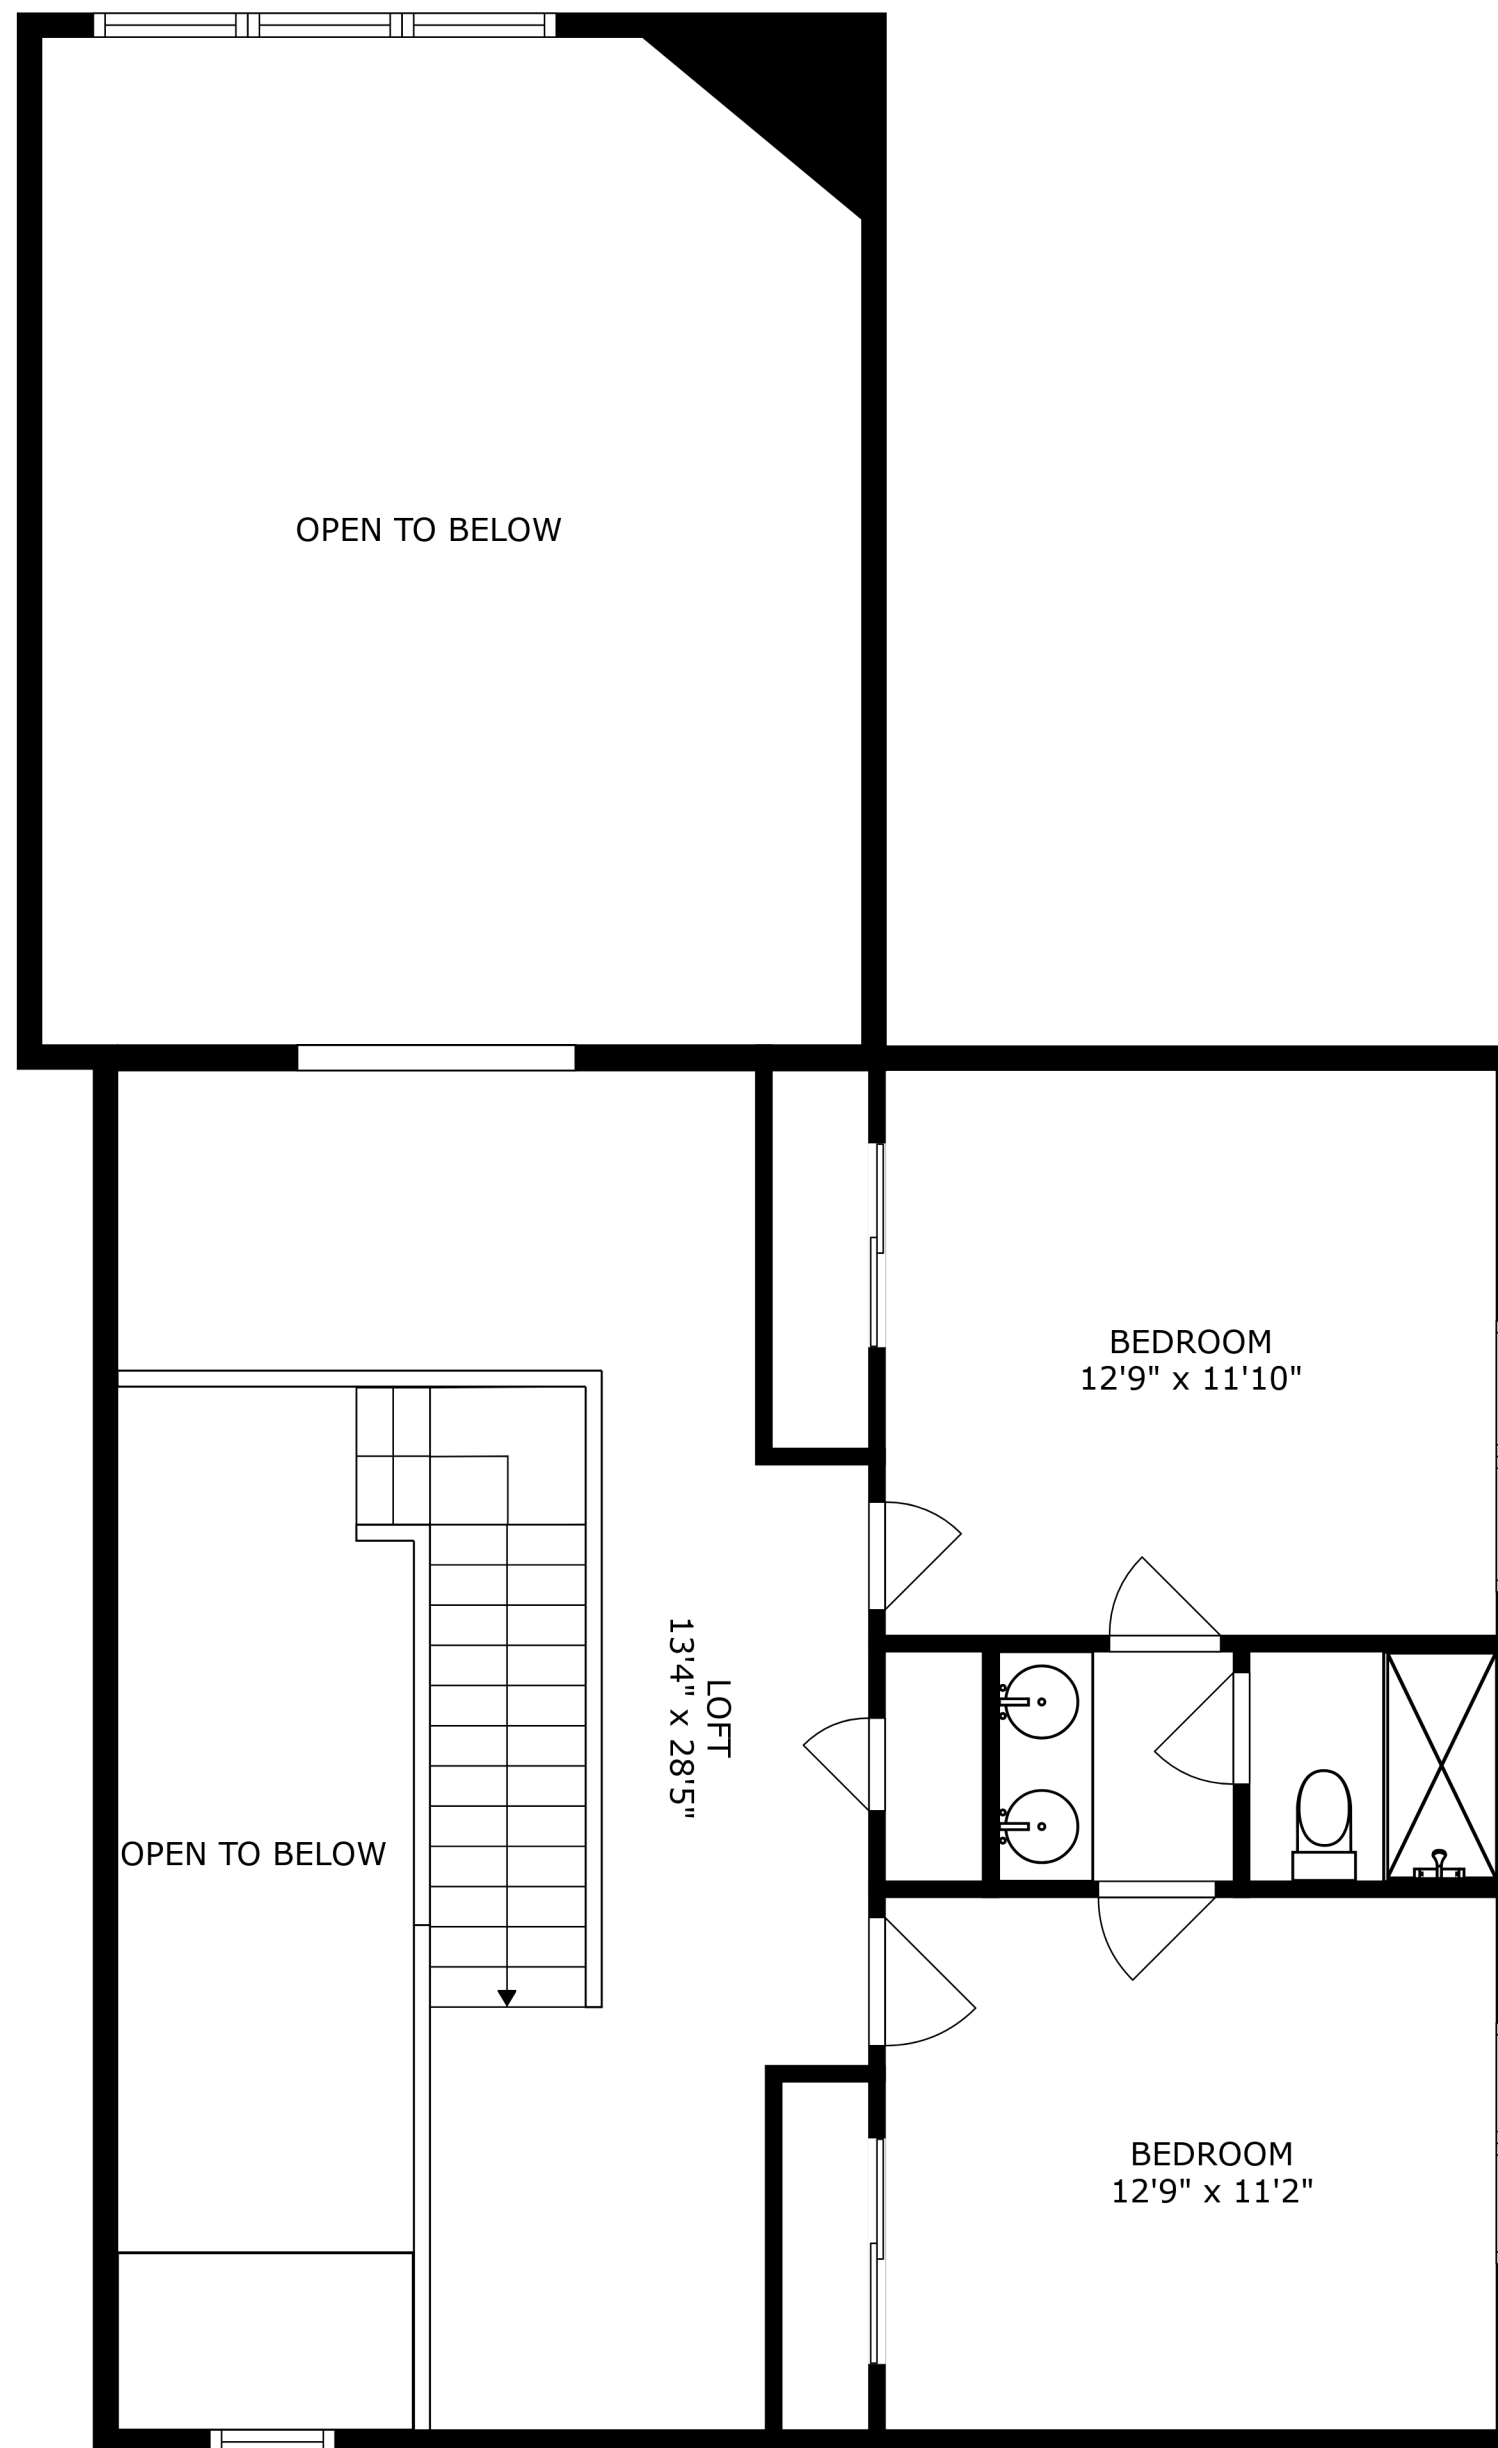 OPEN TO BELOW
BEDROOM
12'9" x 11'10"
LOFT
13'4" x 28'5"
OPEN TO BELOW
BEDROOM
12'9" x 11'2"